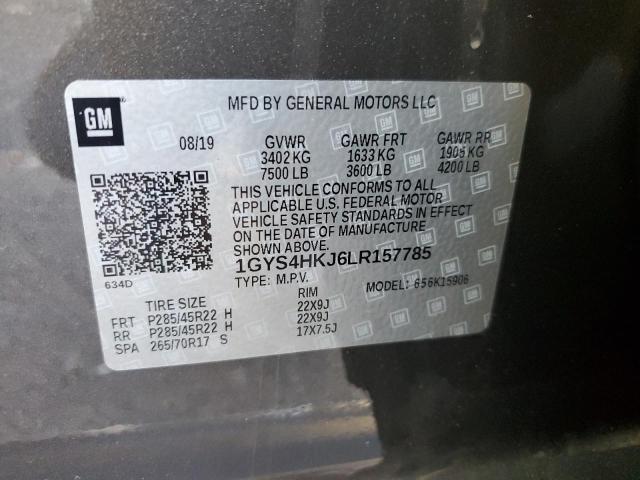 GM
MFD BY GENERAL MOTORS LLC
08/19 GVWR GAWR FRT GAWR RR
3402 KG 1633 KG 1905 KG
7500 LB 3600 LB 4200 LB
THIS VEHICLE CONFORMS TO ALL
APPLICABLE U.S. FEDERAL MOTOR
VEHICLE SAFETY STANDARDS IN EFFECT
ON THE DATE OF MANUFACTURE
SHOWN ABOVE.
1GYS4HKJ6LR157785
634D
TYPE: M.P.V. MODEL: 656K15906
TIRE SIZE RIM
FRT P285/45R22 H 22X9J
RR P285/45R22 H 22X9J
SPA 265/70R17 S 17X7.5J